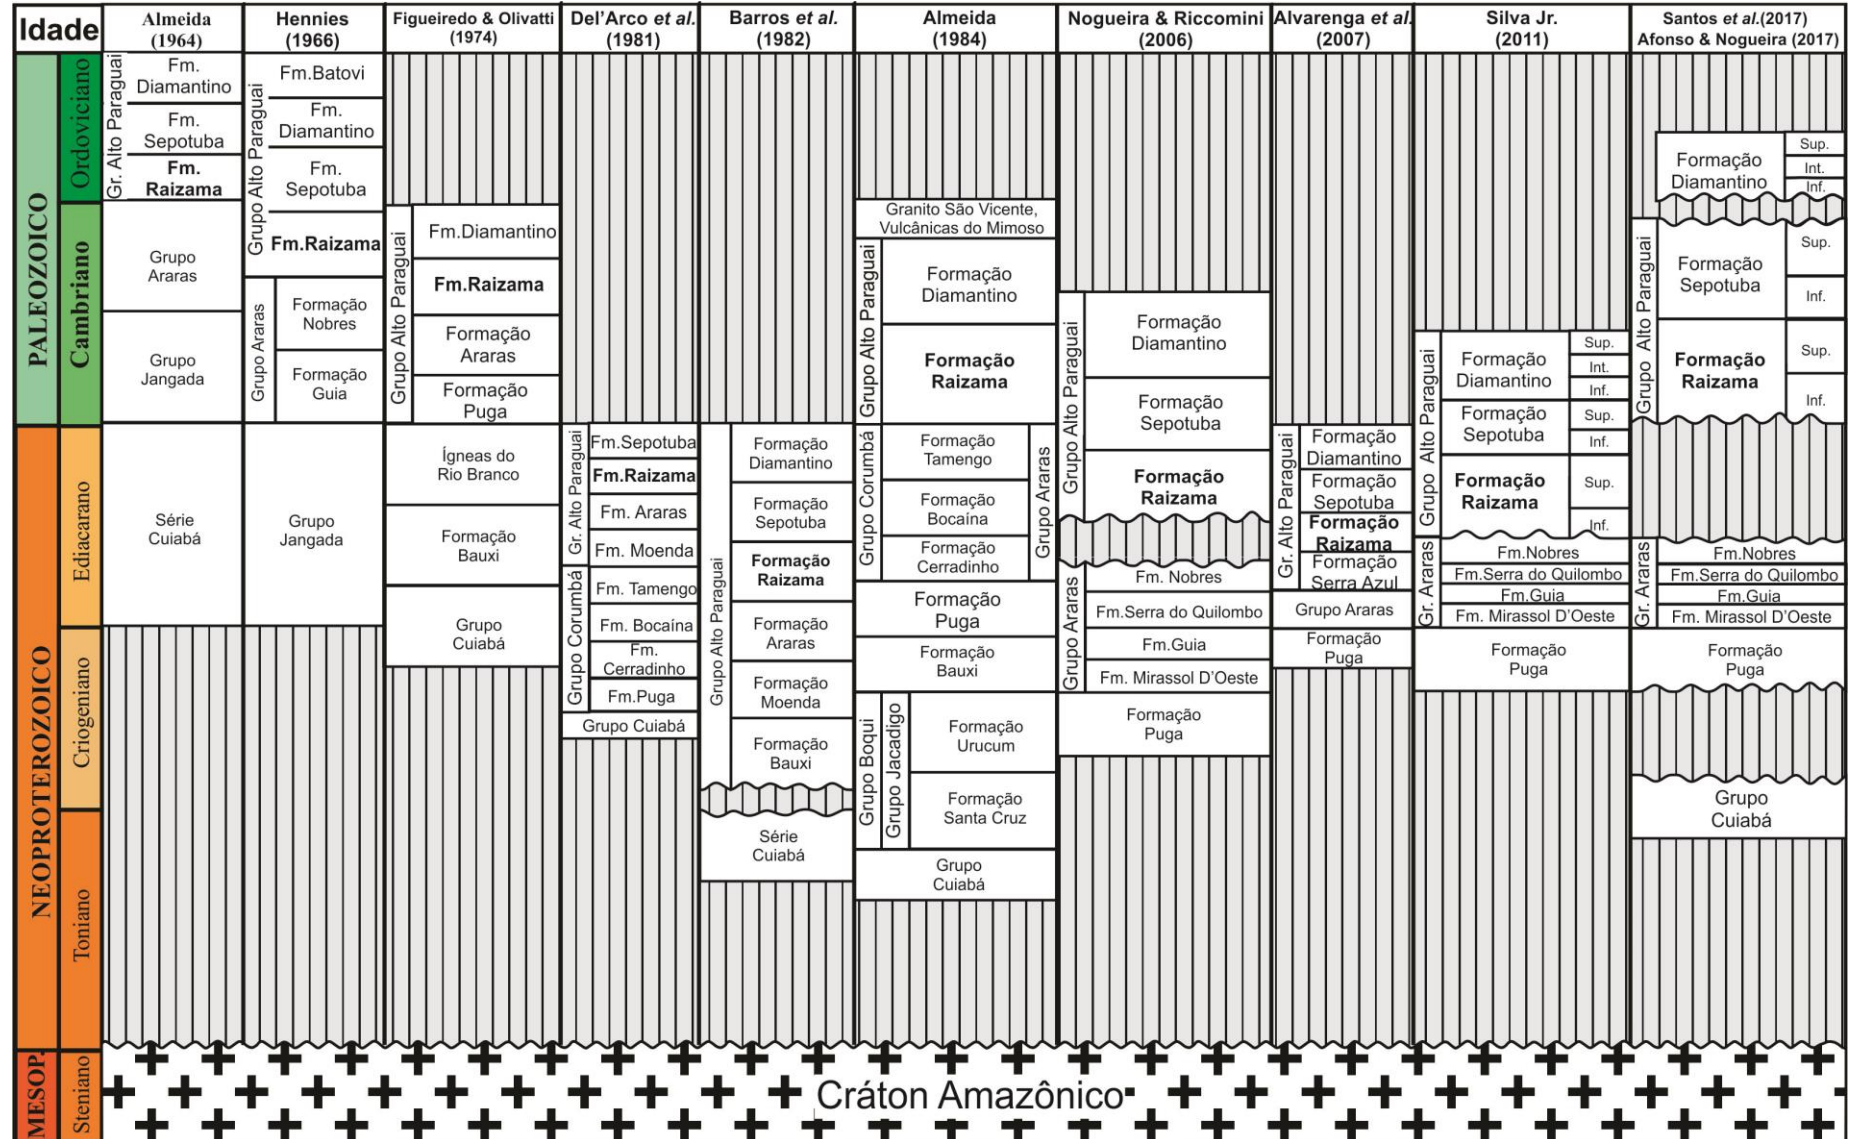 Idade
Almeida
(1964)
Hennies
(1966)
Figueiredo & Olivatti
(1974)
Del'Arco et al.
(1981)
Barros et al.
(1982)
Almeida
(1984)
Nogueira & Riccomini
(2006)
Alvarenga et al.
(2007)
Silva Jr.
(2011)
Santos et al.(2017)
Afonso & Nogueira (2017)
PALEOZOICO
Ordoviciano
Cambriano
NEOPROTEROZOICO
Ediacarano
Criogeniano
Toniano
MESOP.
Steniano
Gr. Alto Paraguai
Fm.
Diamantino
Fm.
Sepotuba
Fm.
Raizama
Grupo
Araras
Grupo
Jangada
Série
Cuiabá
Grupo Alto Paraguai
Fm.Batovi
Fm.
Diamantino
Fm.
Sepotuba
Fm.Raizama
Grupo Araras
Formação
Nobres
Formação
Guia
Grupo
Jangada
Grupo Alto Paraguai
Fm.Diamantino
Fm.Raizama
Formação
Araras
Formação
Puga
Ígneas do
Rio Branco
Formação
Bauxi
Grupo
Cuiabá
Gr. Alto Paraguai
Fm.Sepotuba
Fm.Raizama
Fm. Araras
Fm. Moenda
Grupo Corumbá
Fm. Tamengo
Fm. Bocaína
Fm.
Cerradinho
Fm.Puga
Grupo Cuiabá
Grupo Alto Paraguai
Formação
Diamantino
Formação
Sepotuba
Formação
Raizama
Formação
Araras
Formação
Moenda
Formação
Bauxi
Série
Cuiabá
Granito São Vicente,
Vulcânicas do Mimoso
Grupo Alto Paraguai
Formação
Diamantino
Formação
Raizama
Grupo Corumbá
Formação
Tamengo
Formação
Bocaína
Formação
Cerradinho
Grupo Araras
Formação
Puga
Formação
Bauxi
Grupo Boqui
Grupo Jacadigo
Formação
Urucum
Formação
Santa Cruz
Grupo
Cuiabá
Grupo Alto Paraguai
Formação
Diamantino
Formação
Sepotuba
Formação
Raizama
Grupo Araras
Fm. Nobres
Fm.Serra do Quilombo
Fm.Guia
Fm. Mirassol D'Oeste
Formação
Puga
Gr. Alto Paraguai
Formação
Diamantino
Formação
Sepotuba
Formação
Raizama
Formação
Serra Azul
Grupo Araras
Formação
Puga
Grupo Alto Paraguai
Formação
Diamantino
Sup.
Int.
Inf.
Formação
Sepotuba
Sup.
Inf.
Formação
Raizama
Sup.
Inf.
Gr. Araras
Fm.Nobres
Fm.Serra do Quilombo
Fm.Guia
Fm. Mirassol D'Oeste
Formação
Puga
Formação
Diamantino
Sup.
Int.
Inf.
Grupo Alto Paraguai
Formação
Sepotuba
Sup.
Inf.
Formação
Raizama
Sup.
Inf.
Gr. Araras
Fm.Nobres
Fm.Serra do Quilombo
Fm.Guia
Fm. Mirassol D'Oeste
Formação
Puga
Grupo
Cuiabá
Cráton Amazônico